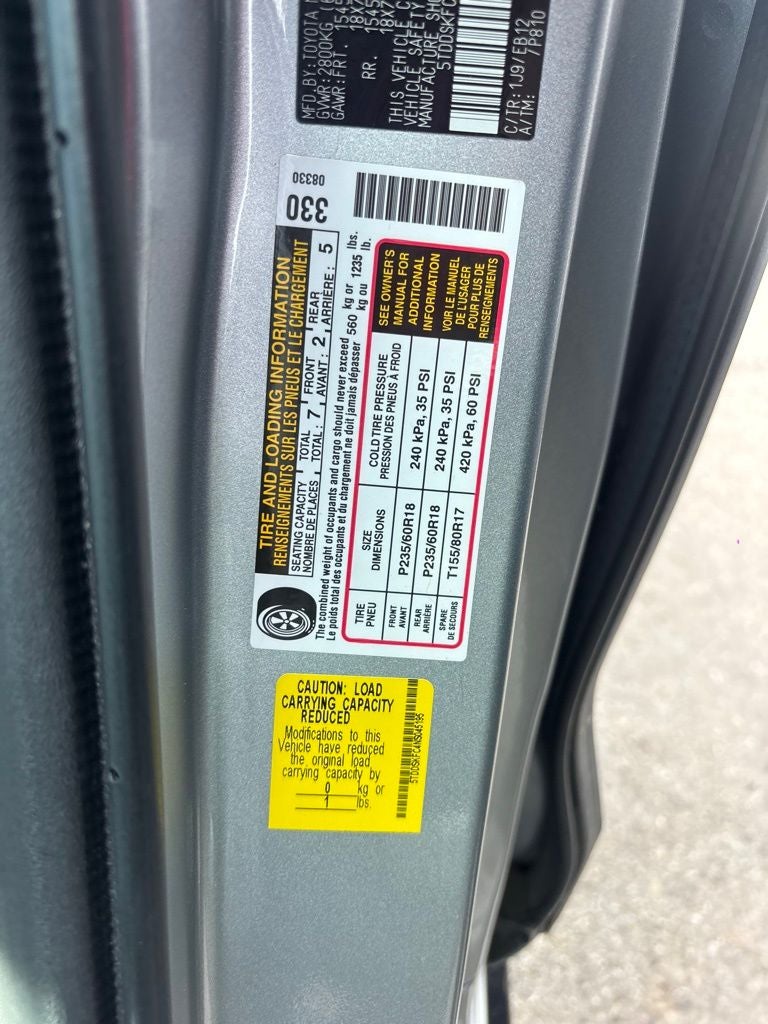 MFD.BY:TOYOTA
GVWR:2800KG
GAWR:FRT.
18X7
RR. 1545
18X7
THIS VEHICLE
VEHICLE SAFETY
MANUFACTURE
5TDDSKFC
C/TR:1J9/EB12
A/TM: /P810
330
08330
TIRE AND LOADING INFORMATION
RENSEIGNEMENTS SUR LES PNEUS ET LE CHARGEMENT
SEATING CAPACITY TOTAL 7 FRONT 2 REAR 5
NOMBRE DE PLACES TOTAL: AVANT: ARRIÈRE:
The combined weight of occupants and cargo should never exceed 560 kg or 1235 lbs.
Le poids total des occupants et du chargement ne doit jamais dépasser kg ou lb.
TIRE SIZE COLD TIRE PRESSURE
PNEU DIMENSIONS PRESSION DES PNEUS À FROID
FRONT P235/60R18 240 kPa, 35 PSI
AVANT
REAR P235/60R18 240 kPa, 35 PSI
ARRIÈRE
SPARE T155/80R17 420 kPa, 60 PSI
DE SECOURS
SEE OWNER'S
MANUAL FOR
ADDITIONAL
INFORMATION
VOIR LE MANUEL
DE L'USAGER
POUR PLUS DE
RENSEIGNEMENTS
CAUTION: LOAD
CARRYING CAPACITY
REDUCED
Modifications to this
Vehicle have reduced
the original load
carrying capacity by
0 kg or
1 lbs.
5TDDSKFC4NS045195